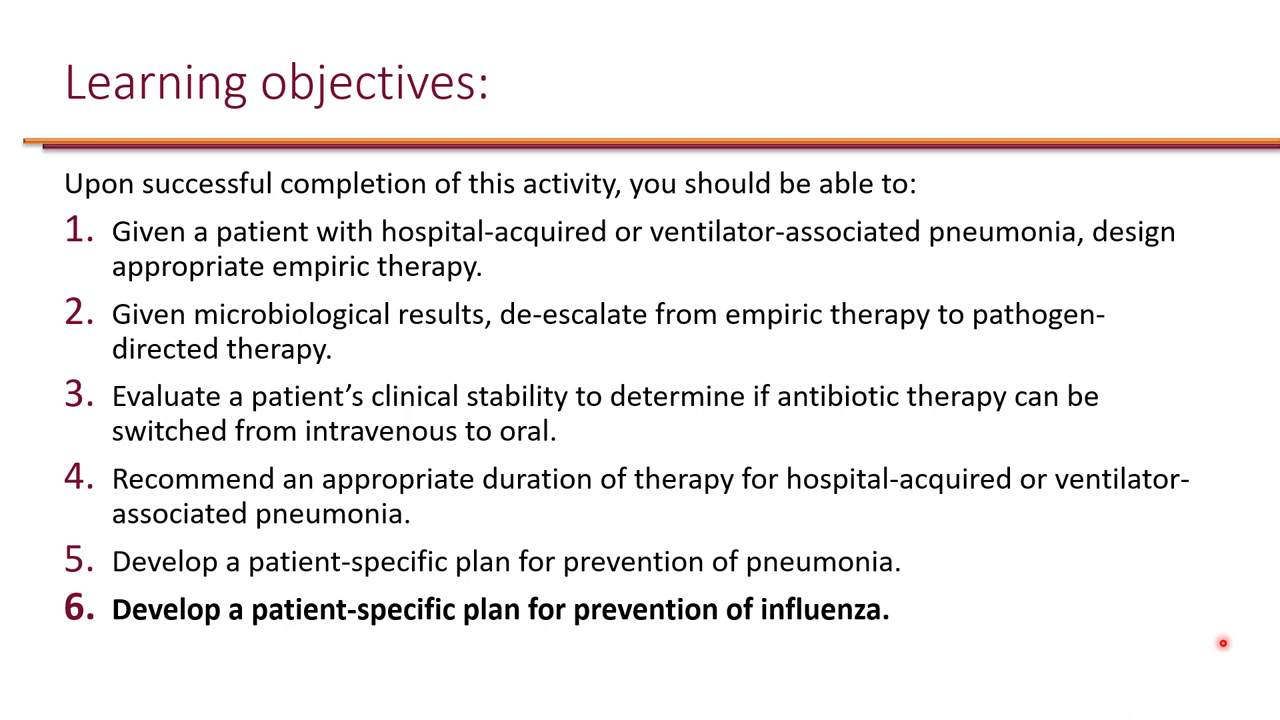 Learning objectives:
Upon successful completion of this activity, you should be able to:
1. Given a patient with hospital-acquired or ventilator-associated pneumonia, design
appropriate empiric therapy.
2. Given microbiological results, de-escalate from empiric therapy to pathogen-
directed therapy.
3. Evaluate a patient’s clinical stability to determine if antibiotic therapy can be
switched from intravenous to oral.
4. Recommend an appropriate duration of therapy for hospital-acquired or ventilator-
associated pneumonia.
5. Develop a patient-specific plan for prevention of pneumonia.
6. Develop a patient-specific plan for prevention of influenza.